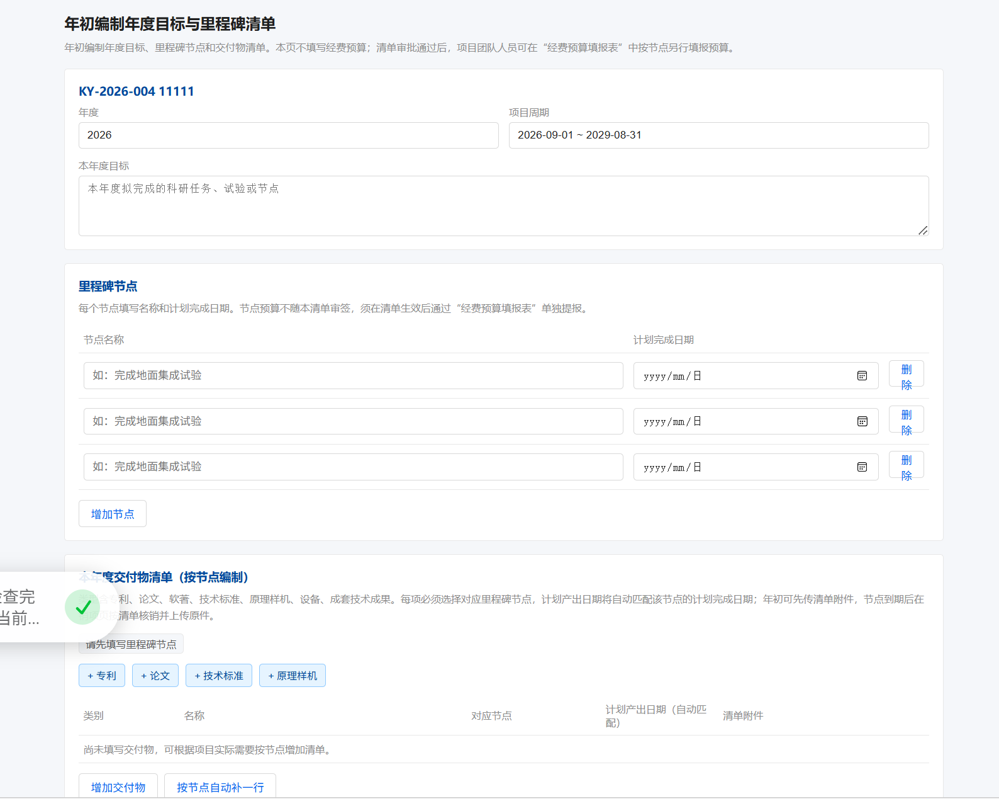 年初编制年度目标与里程碑清单
年初编制年度目标、里程碑节点和交付物清单。本页不填写经费预算；清单审批通过后，项目团队人员可在“经费预算填报表”中按节点另行填报预算。
KY-2026-004 11111
年度
项目周期
2026
2026-09-01 ~ 2029-08-31
本年度目标
本年度拟完成的科研任务、试验或节点
里程碑节点
每个节点填写名称和计划完成日期。节点预算不随本清单审签，须在清单生效后通过“经费预算填报表”单独提报。
节点名称
计划完成日期
如：完成地面集成试验
yyyy/mm/日
删
除
如：完成地面集成试验
yyyy/mm/日
删
除
如：完成地面集成试验
yyyy/mm/日
删
除
增加节点
本年度交付物清单（按节点编制）
专利、论文、软著、技术标准、原理样机、设备、成套技术成果。每项必须选择对应里程碑节点，计划产出日期将自动匹配该节点的计划完成日期；年初可先传清单附件，节点到期后在
清单核销并上传原件。
查完
当前...
请先填写里程碑节点
+ 专利
+ 论文
+ 技术标准
+ 原理样机
类别
名称
对应节点
计划产出日期（自动匹
配）
清单附件
尚未填写交付物，可根据项目实际需要按节点增加清单。
增加交付物
按节点自动补一行